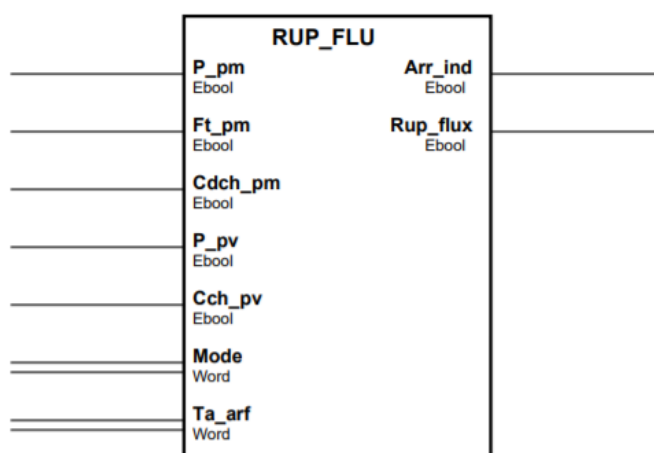 RUP_FLU
P_pm Arr_ind
Ebool Ebool
Ft_pm Rup_flux
Ebool Ebool
Cdch_pm
Ebool
P_pv
Ebool
Cch_pv
Ebool
Mode
Word
Ta_arf
Word